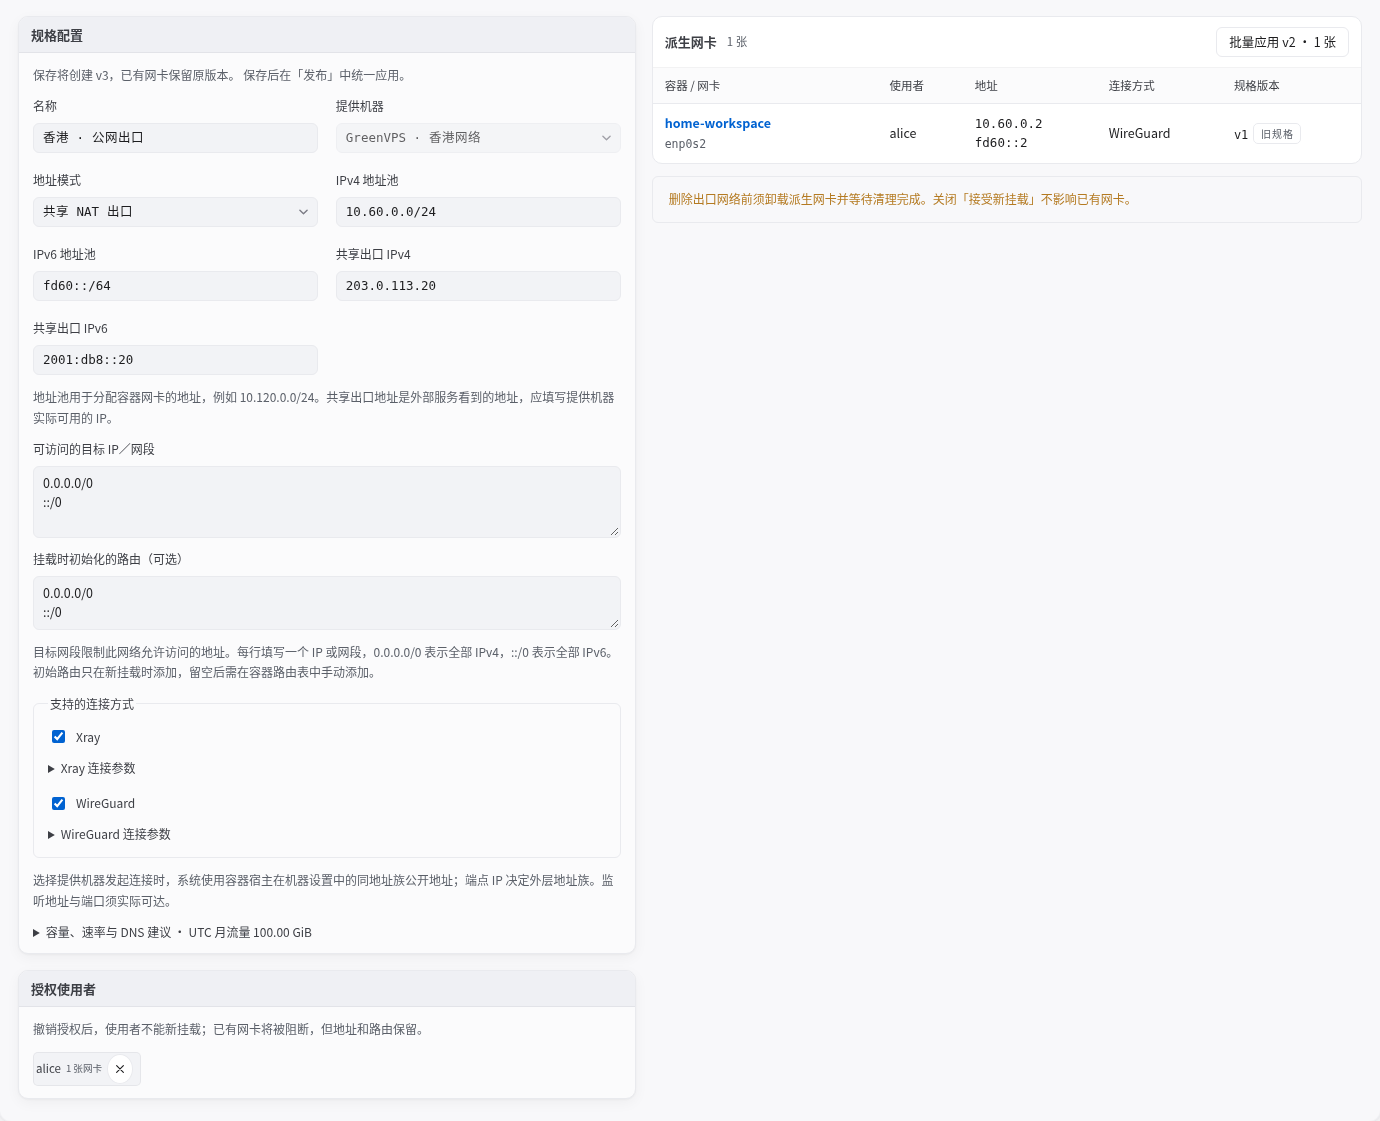 规格配置
保存将创建 v3，已有网卡保留原版本。 保存后在「发布」中统一应用。
名称
提供机器
香港 · 公网出口
GreenVPS · 香港网络
地址模式
IPv4 地址池
共享 NAT 出口
10.60.0.0/24
IPv6 地址池
共享出口 IPv4
fd60::/64
203.0.113.20
共享出口 IPv6
2001:db8::20
地址池用于分配容器网卡的地址，例如 10.120.0.0/24。共享出口地址是外部服务看到的地址，应填写提供机器
实际可用的 IP。
可访问的目标 IP／网段
0.0.0.0/0
::/0
挂载时初始化的路由（可选）
0.0.0.0/0
::/0
目标网段限制此网络允许访问的地址。每行填写一个 IP 或网段，0.0.0.0/0 表示全部 IPv4，::/0 表示全部 IPv6。
初始路由只在新挂载时添加，留空后需在容器路由表中手动添加。
支持的连接方式
Xray
Xray 连接参数
WireGuard
WireGuard 连接参数
选择提供机器发起连接时，系统使用容器宿主在机器设置中的同地址族公开地址；端点 IP 决定外层地址族。监
听地址与端口须实际可达。
容量、速率与 DNS 建议 · UTC 月流量 100.00 GiB
授权使用者
撤销授权后，使用者不能新挂载；已有网卡将被阻断，但地址和路由保留。
alice 1 张网卡
派生网卡 1 张
批量应用 v2 · 1 张
容器 / 网卡 使用者 地址 连接方式 规格版本
home-workspace
enp0s2
alice
10.60.0.2
fd60::2
WireGuard
v1 旧规格
删除出口网络前须卸载派生网卡并等待清理完成。关闭「接受新挂载」不影响已有网卡。